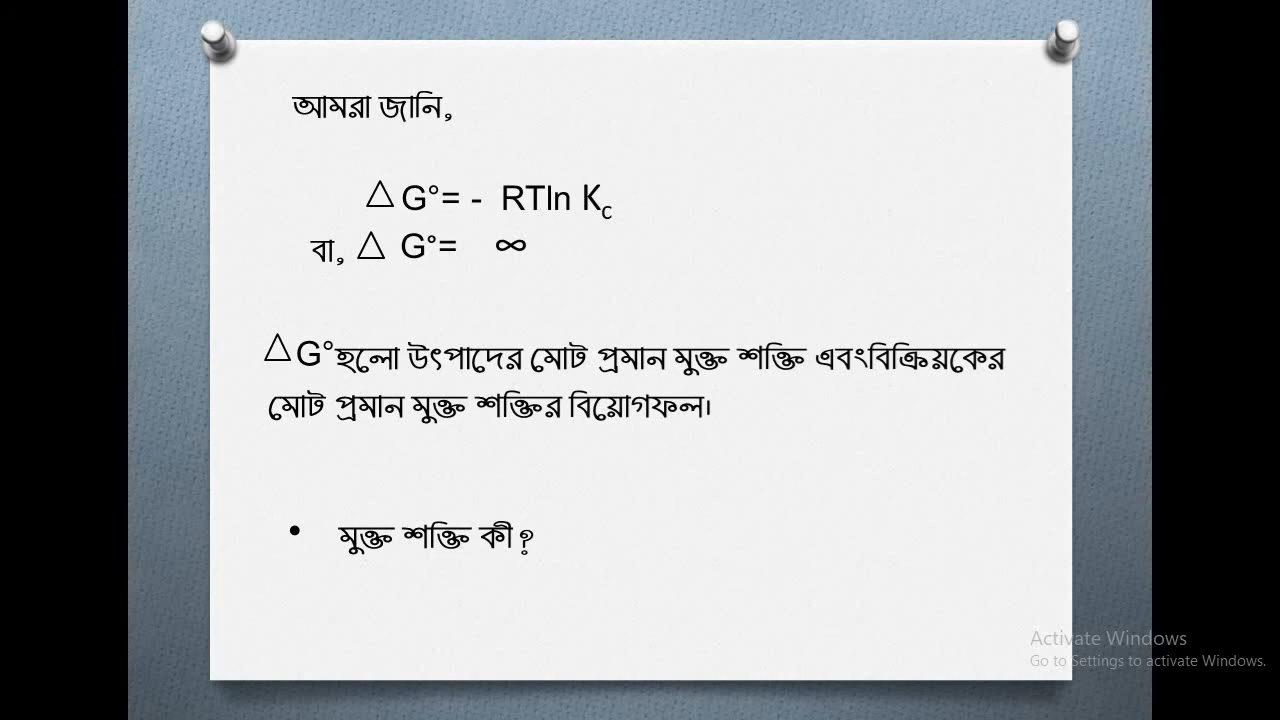 আমরা জানি,
△G°= - RTln K꜀
বা, △ G°= ∞
△G°হলো উৎপাদের মোট প্রমান মুক্ত শক্তি এবংবিক্রিয়কের
মোট প্রমান মুক্ত শক্তির বিয়োগফল।
• মুক্ত শক্তি কী?
Activate Windows
Go to Settings to activate Windows.